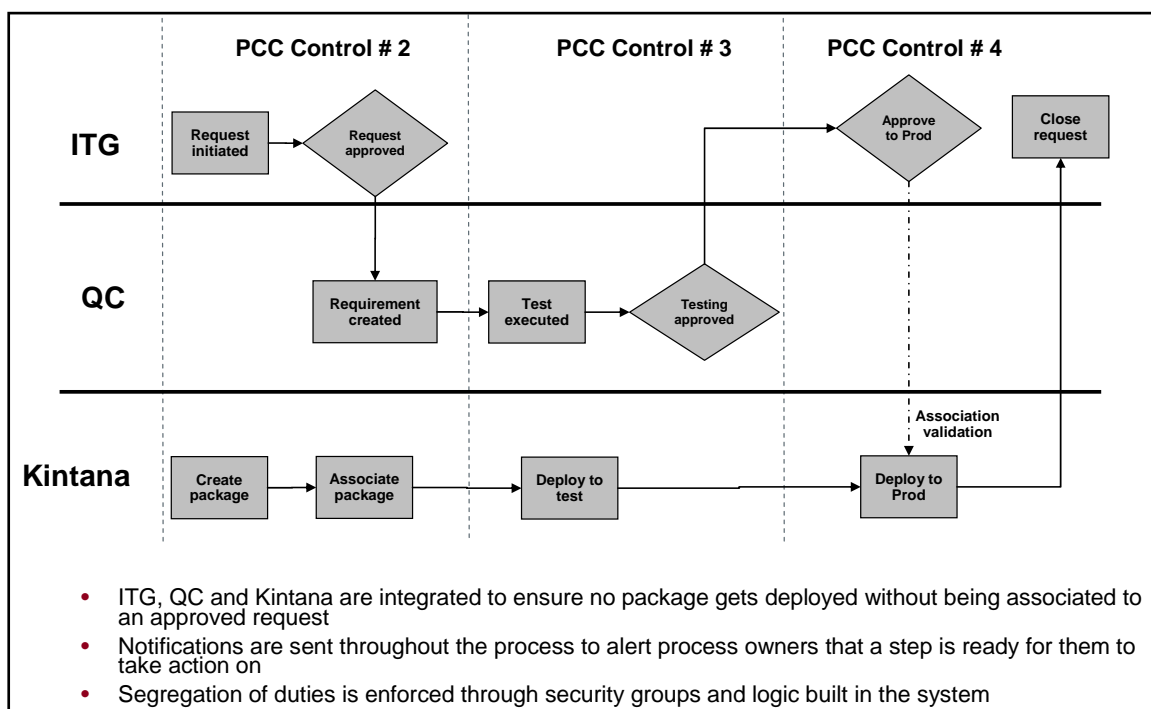 PCC Control # 2
PCC Control # 3
PCC Control # 4
ITG
Request
initiated
Request
approved
Approve
to Prod
Close
request
QC
Requirement
created
Test
executed
Testing
approved
Association
validation
Kintana
Create
package
Associate
package
Deploy to
test
Deploy to
Prod
• ITG, QC and Kintana are integrated to ensure no package gets deployed without being associated to
an approved request
• Notifications are sent throughout the process to alert process owners that a step is ready for them to
take action on
• Segregation of duties is enforced through security groups and logic built in the system